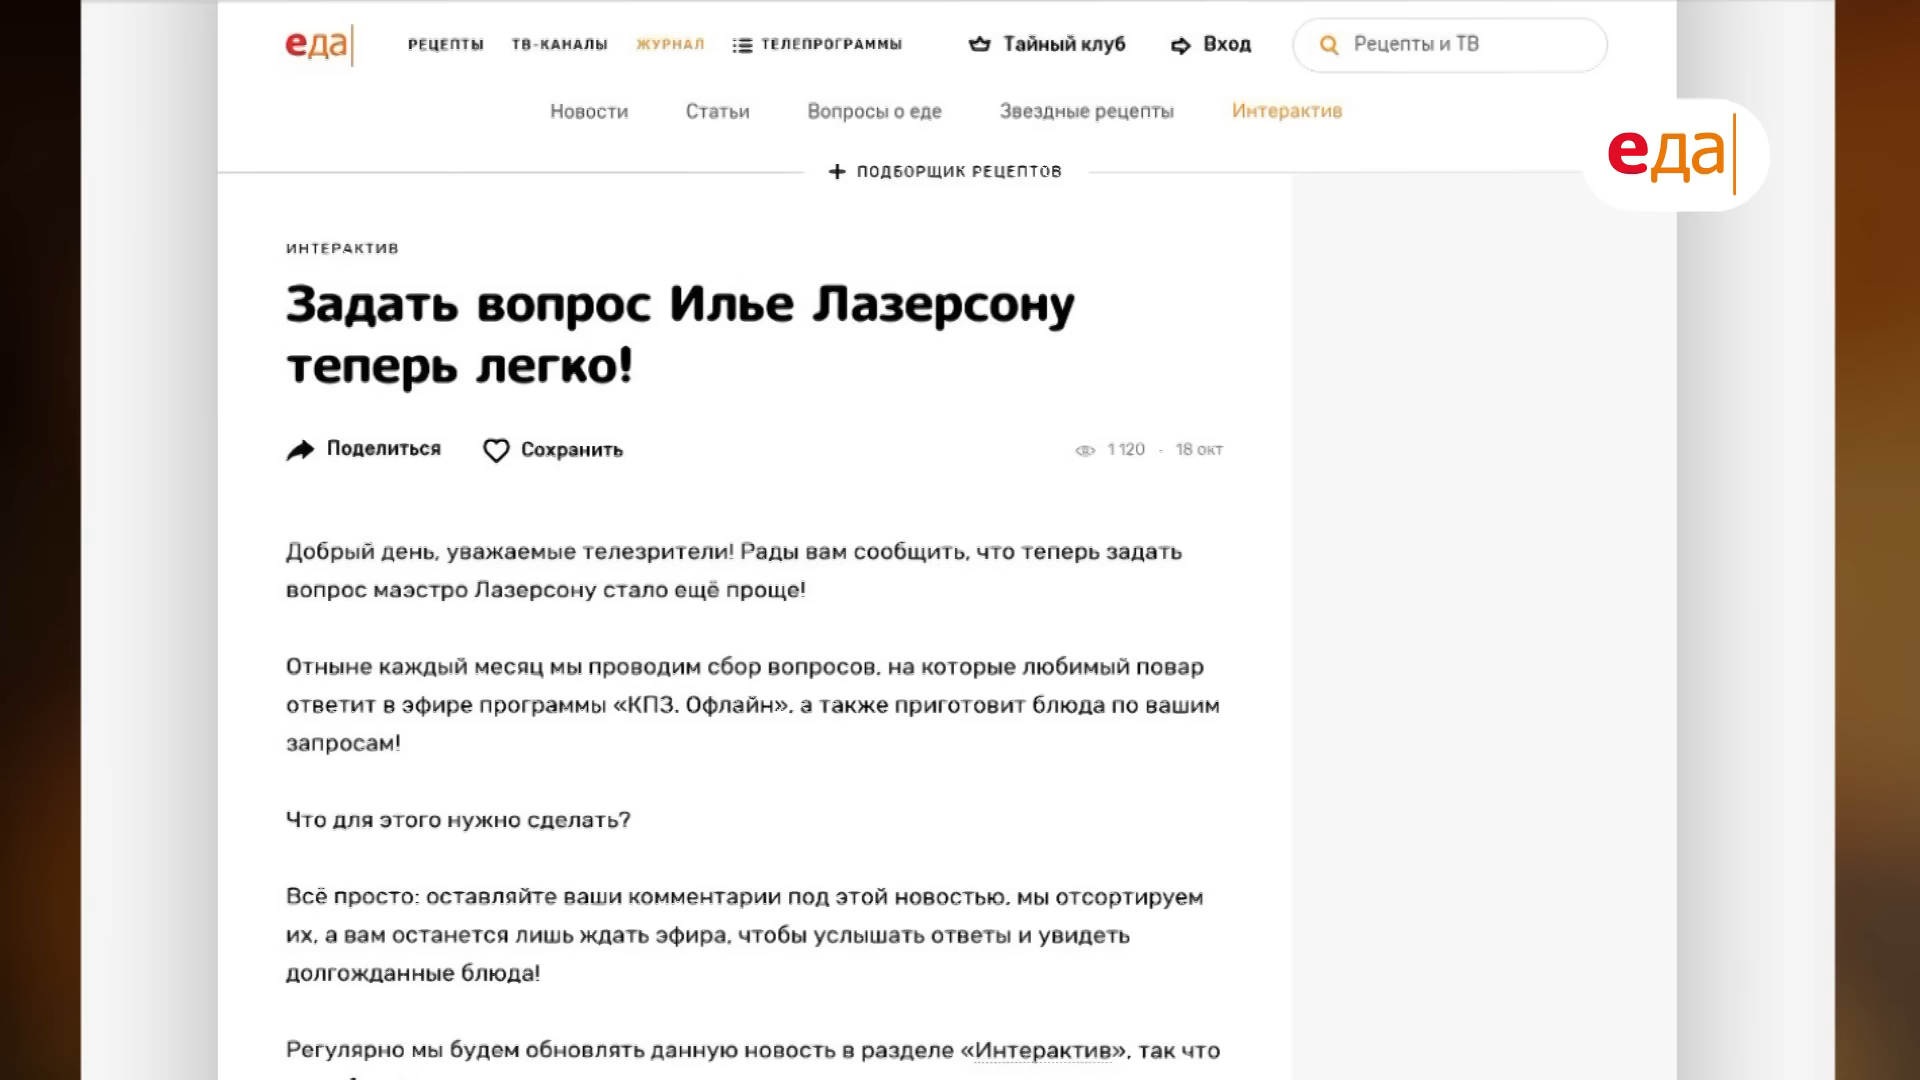 еда
РЕЦЕПТЫ ТВ-КАНАЛЫ ЖУРНАЛ ТЕЛЕПРОГРАММЫ Тайный клуб Вход Рецепты и ТВ
Новости Статьи Вопросы о еде Звездные рецепты Интерактив
еда
+ ПОДБОРЩИК РЕЦЕПТОВ
ИНТЕРАКТИВ
Задать вопрос Илье Лазерсону
теперь легко!
Поделиться Сохранить 1 120 · 18 окт
Добрый день, уважаемые телезрители! Рады вам сообщить, что теперь задать
вопрос маэстро Лазерсону стало ещё проще!
Отныне каждый месяц мы проводим сбор вопросов, на которые любимый повар
ответит в эфире программы «КПЗ. Офлайн», а также приготовит блюда по вашим
запросам!
Что для этого нужно сделать?
Всё просто: оставляйте ваши комментарии под этой новостью, мы отсортируем
их, а вам останется лишь ждать эфира, чтобы услышать ответы и увидеть
долгожданные блюда!
Регулярно мы будем обновлять данную новость в разделе «Интерактив», так что